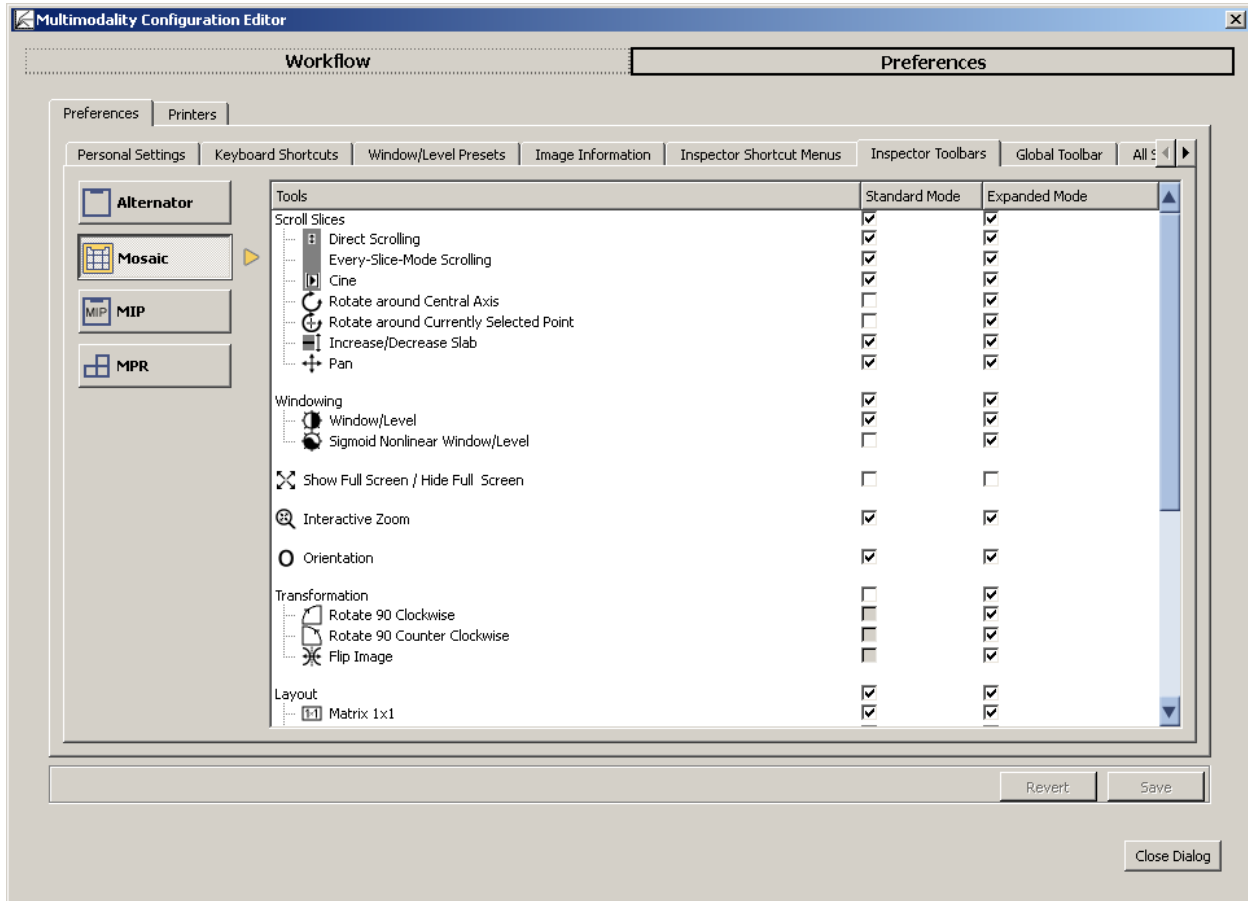 Multimodality Configuration Editor
Workflow Preferences
Preferences Printers
Personal Settings Keyboard Shortcuts Window/Level Presets Image Information Inspector Shortcut Menus Inspector Toolbars Global Toolbar All
Alternator
Mosaic
MIP MIP
MPR
Tools Standard Mode Expanded Mode
Scroll Slices
Direct Scrolling
Every-Slice-Mode Scrolling
Cine
Rotate around Central Axis
Rotate around Currently Selected Point
Increase/Decrease Slab
Pan
Windowing
Window/Level
Sigmoid Nonlinear Window/Level
Show Full Screen / Hide Full Screen
Interactive Zoom
O Orientation
Transformation
Rotate 90 Clockwise
Rotate 90 Counter Clockwise
Flip Image
Layout
1:1 Matrix 1x1
Revert Save
Close Dialog